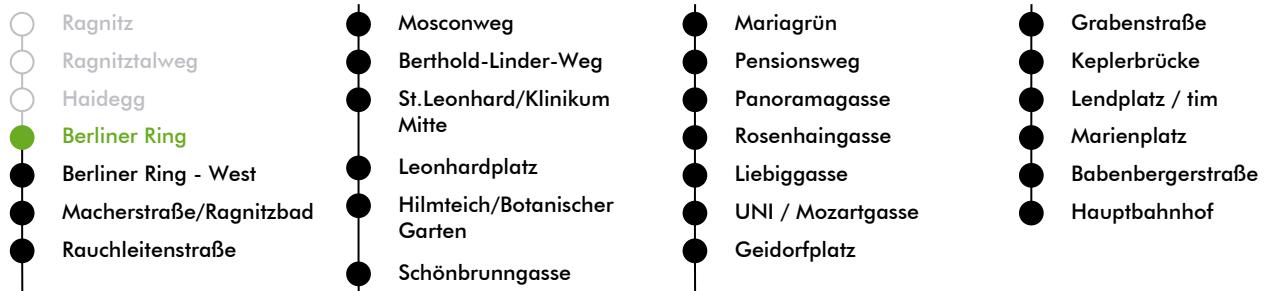 Ragnitz
Ragnitztalweg
Haidegg
Berliner Ring
Berliner Ring - West
Macherstraße/Ragnitzbad
Rauchleitenstraße
Mosconweg
Berthold-Linder-Weg
St.Leonhard/Klinikum
Mitte
Leonhardplatz
Hilmteich/Botanischer
Garten
Schönbrunngasse
Mariagrün
Pensionsweg
Panoramagasse
Rosenhaingasse
Liebiggasse
UNI / Mozartgasse
Geidorfplatz
Grabenstraße
Keplerbrücke
Lendplatz / tim
Marienplatz
Babenbergerstraße
Hauptbahnhof